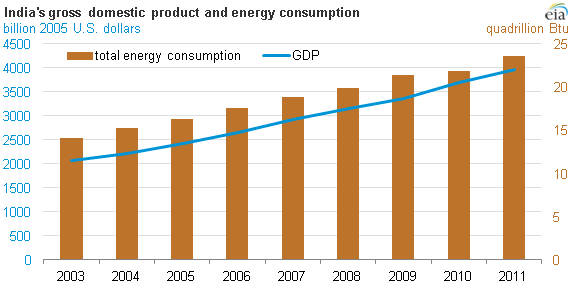 India's gross domestic product and energy consumption
eia
billion 2005 U.S. dollars
quadrillion Btu
4500
4000
3500
3000
2500
2000
1500
1000
500
0
total energy consumption
GDP
25
20
15
10
5
0
2003 2004 2005 2006 2007 2008 2009 2010 2011